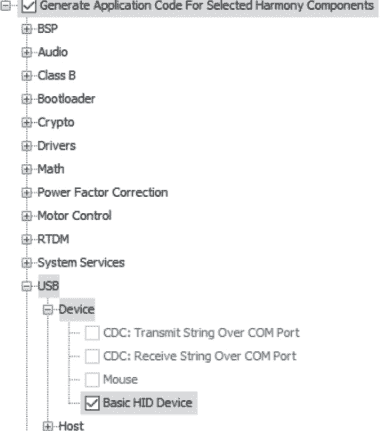 Generate Application Code For Selected Harmony Components
BSP
Audio
Class B
Bootloader
Crypto
Drivers
Math
Power Factor Correction
Motor Control
RTDM
System Services
USB
Device
CDC: Transmit String Over COM Port
CDC: Receive String Over COM Port
Mouse
Basic HID Device
Host